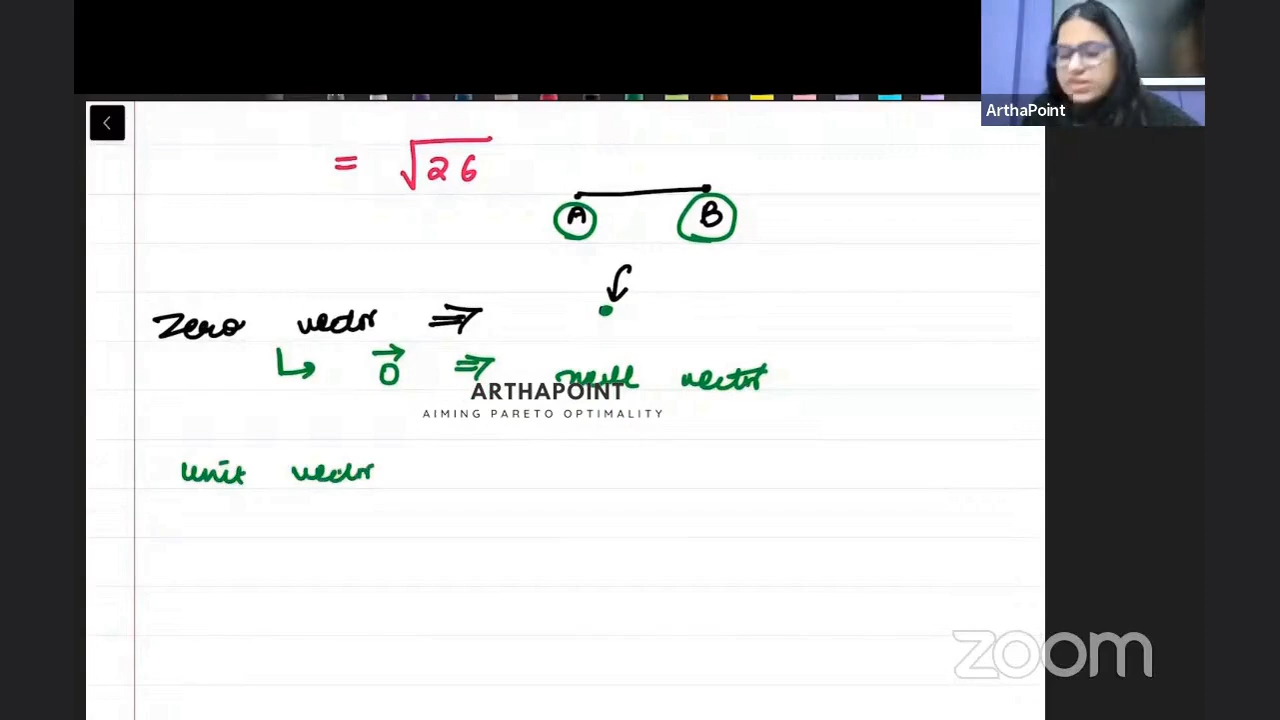 ArthaPoint
= √26
A B
Zero vector ⇒
↳ 0⃗ ⇒ null vector
ARTHAPOINT
AIMING PARETO OPTIMALITY
unit vector
zoom